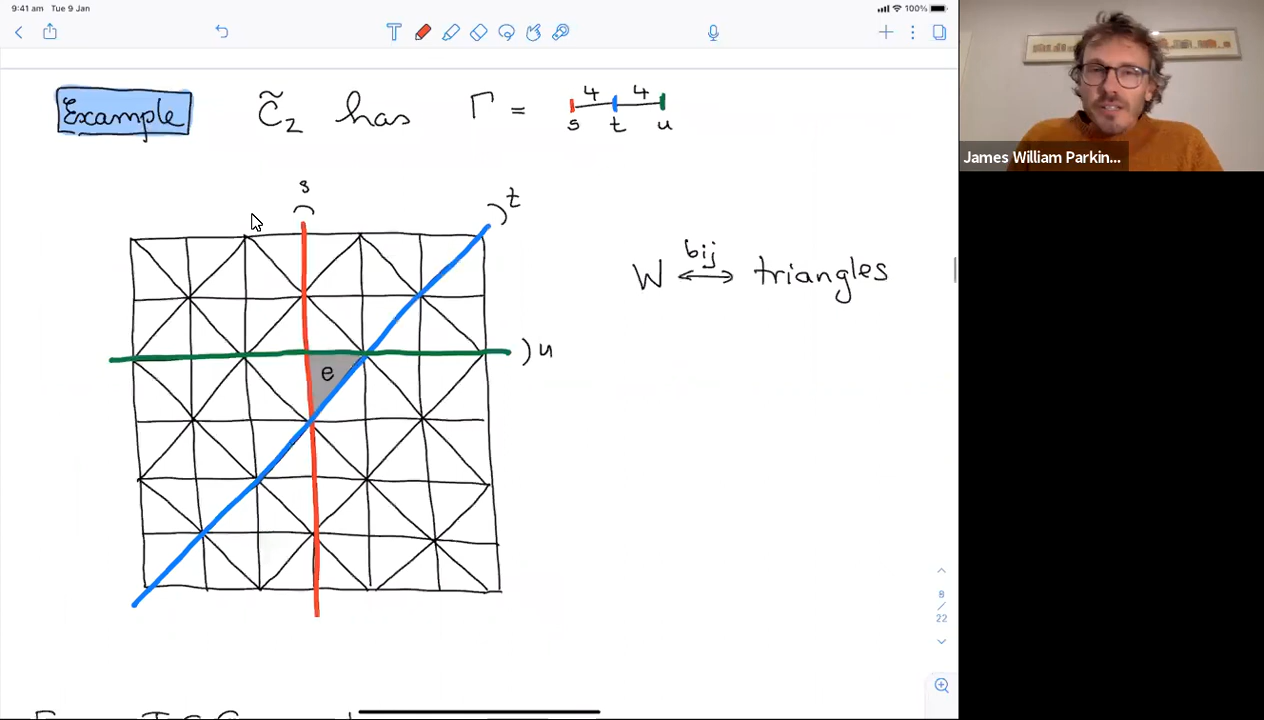 9:41 am Tue 9 Jan
100%
Example C̃₂ has Γ =
4 4
s t u
s
t
W bij ⟷ triangles
) u
e
James William Parkin...
8
/
22